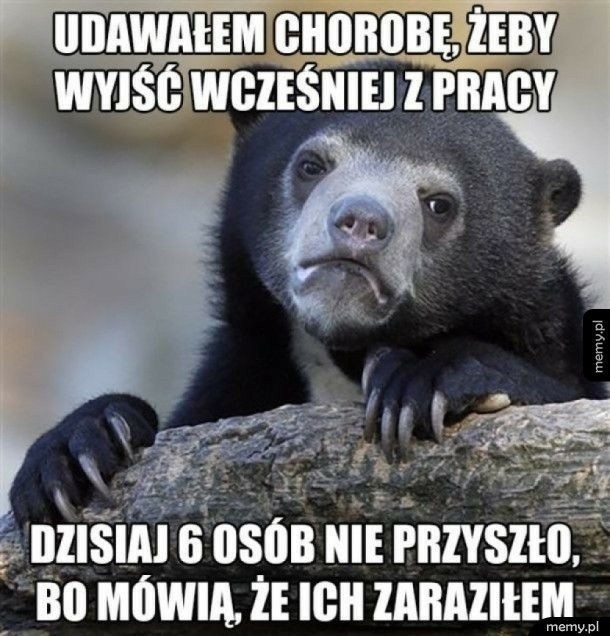 UDAWAŁEM CHOROBĘ, ŻEBY
WYJŚĆ WCZEŚNIEJ Z PRACY
memy.pl
DZISIAJ 6 OSÓB NIE PRZYSZŁO,
BO MÓWIĄ, ŻE ICH ZARAZIŁEM
memy.pl